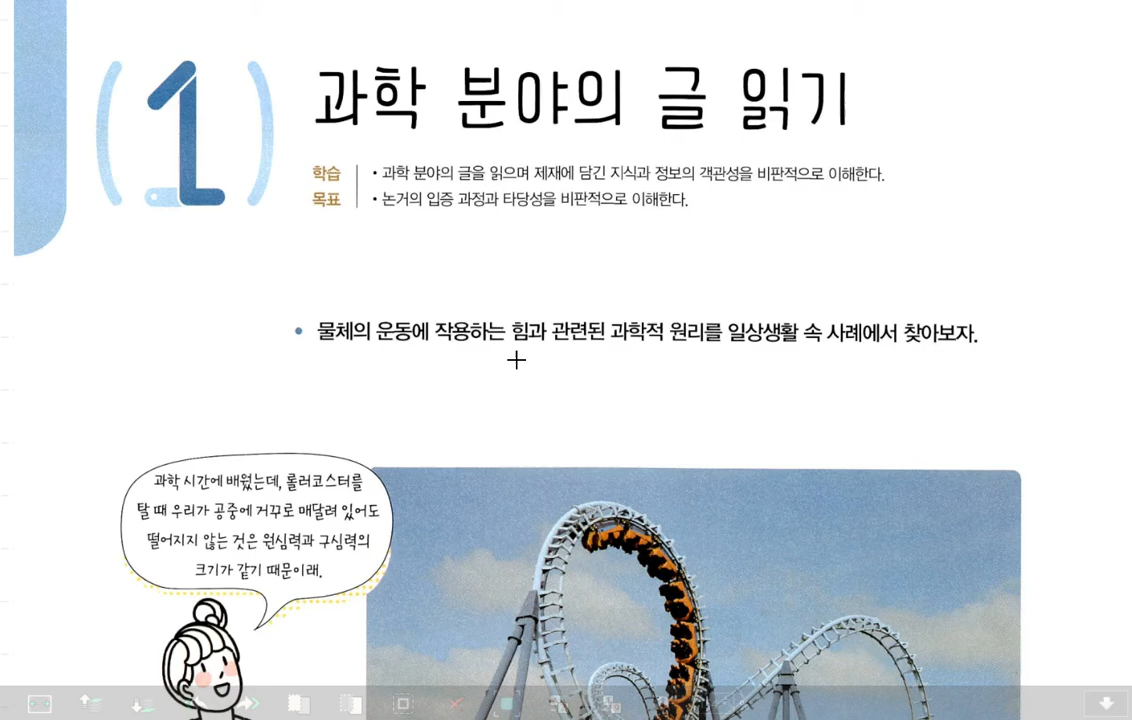 (1) 과학 분야의 글 읽기
학습 목표
• 과학 분야의 글을 읽으며 제재에 담긴 지식과 정보의 객관성을 비판적으로 이해한다.
• 논거의 입증 과정과 타당성을 비판적으로 이해한다.
• 물체의 운동에 작용하는 힘과 관련된 과학적 원리를 일상생활 속 사례에서 찾아보자.
과학 시간에 배웠는데, 롤러코스터를
탈 때 우리가 공중에 거꾸로 매달려 있어도
떨어지지 않는 것은 원심력과 구심력의
크기가 같기 때문이래.